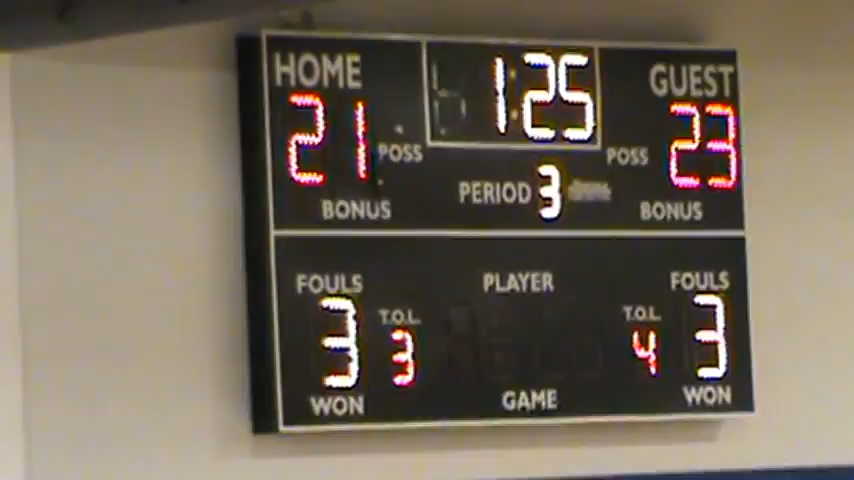 HOME 1:25 GUEST
21 POSS POSS 23
PERIOD 3
BONUS BONUS
FOULS PLAYER FOULS
3 T.O.L. 3 T.O.L. 4 3
WON GAME WON